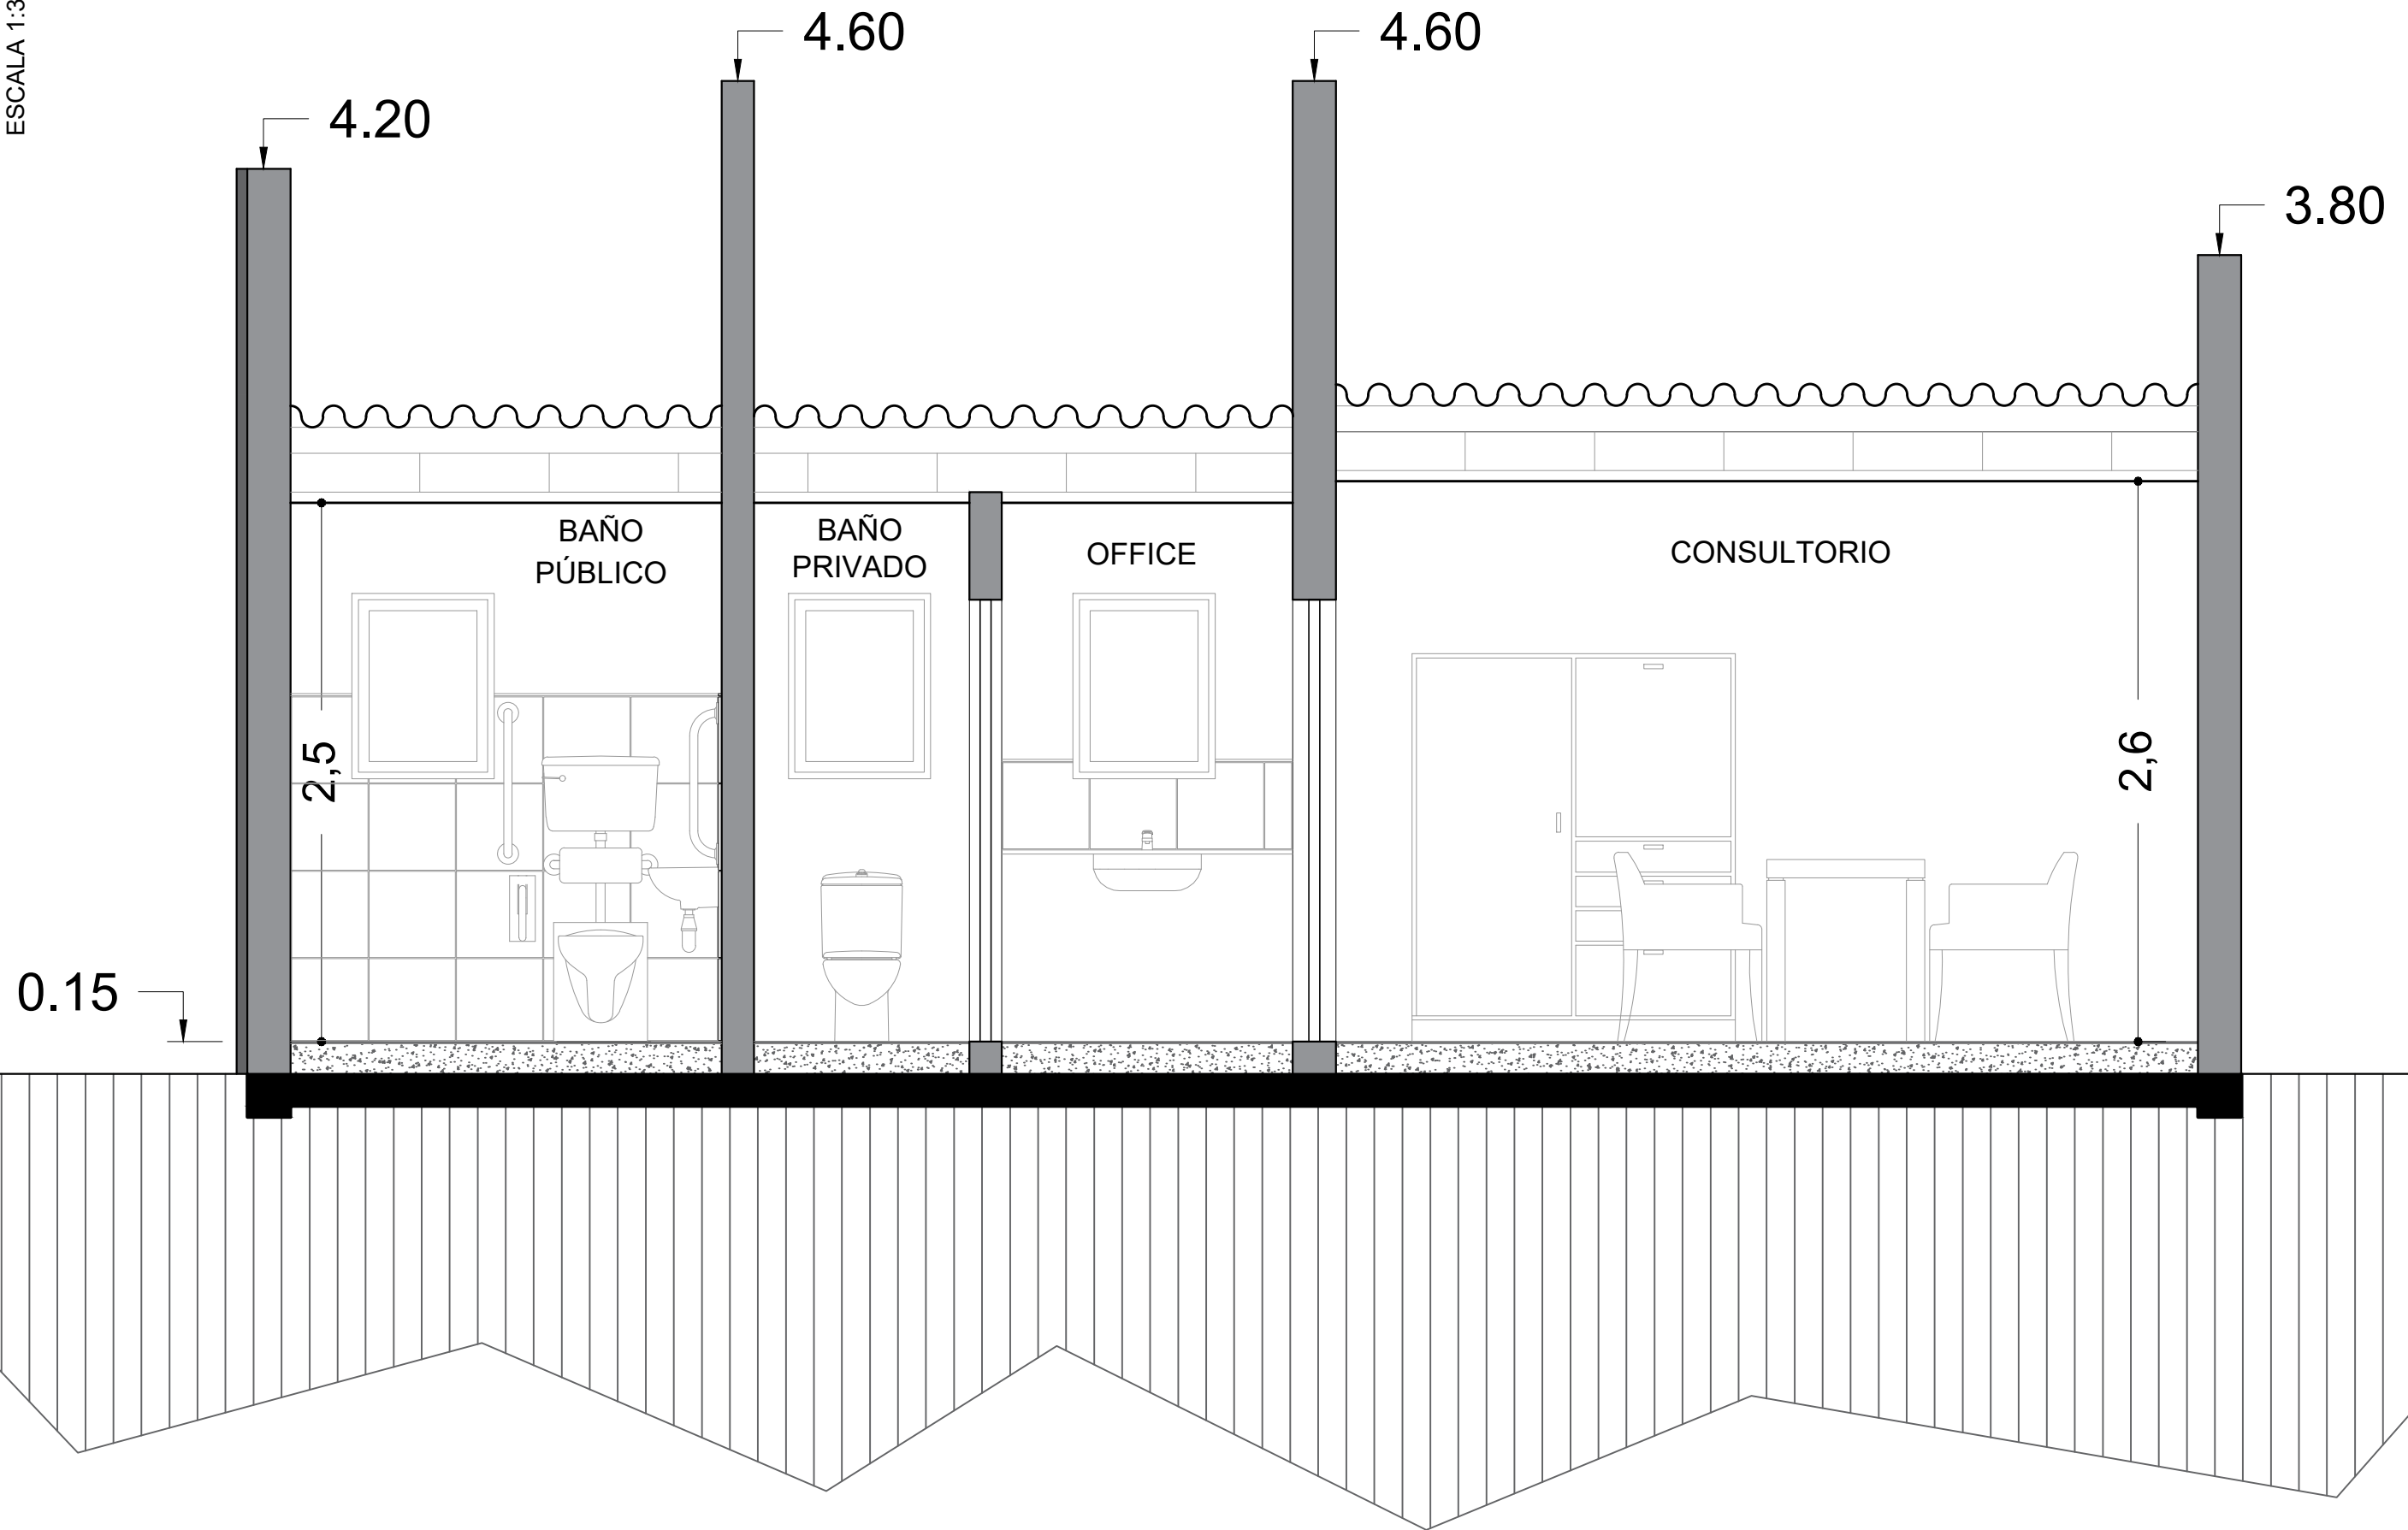 ESCALA 1:3
4.60
4.60
4.20
3.80
BAÑO
PÚBLICO
BAÑO
PRIVADO
OFFICE
CONSULTORIO
2,5
2,6
0.15